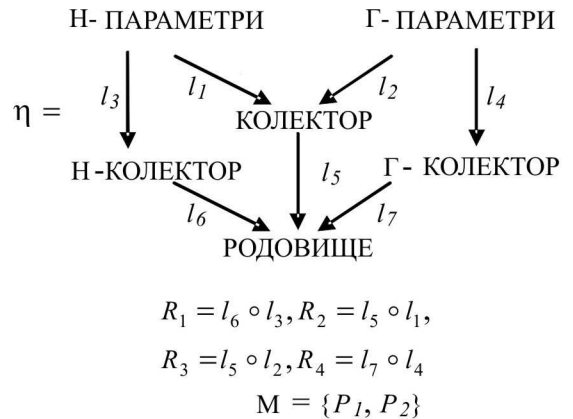 Н- ПАРАМЕТРИ Г- ПАРАМЕТРИ
l₃ l₁ l₂ l₄
η =
КОЛЕКТОР
Н-КОЛЕКТОР l₅ Г- КОЛЕКТОР
l₆ l₇
РОДОВИЩЕ
R₁ = l₆ ∘ l₃, R₂ = l₅ ∘ l₁,
R₃ = l₅ ∘ l₂, R₄ = l₇ ∘ l₄
М = {P₁, P₂}